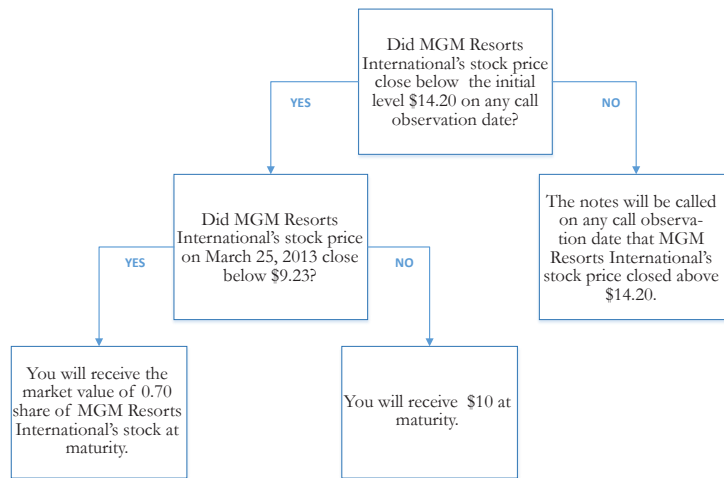 Did MGM Resorts
International's stock price
close below the initial
level $14.20 on any call
observation date?
YES
NO
Did MGM Resorts
International's stock price
on March 25, 2013 close
below $9.23?
The notes will be called
on any call observa-
tion date that MGM
Resorts International's
stock price closed above
$14.20.
YES
NO
You will receive the
market value of 0.70
share of MGM Resorts
International's stock at
maturity.
You will receive $10 at
maturity.